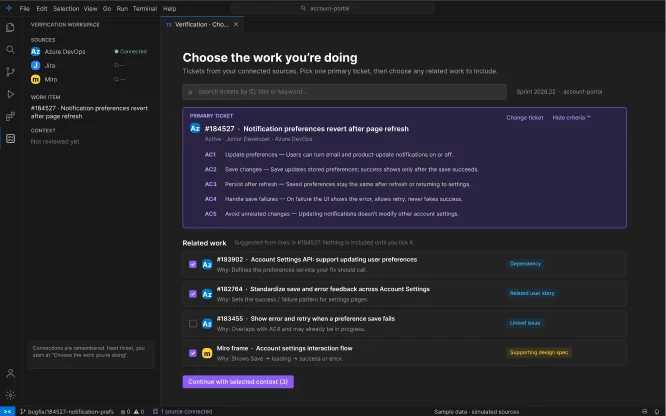 File Edit Selection View Go Run Terminal Help
account-portal
VERIFICATION WORKSPACE
Verification · Cho...
SOURCES
Azure DevOps
Connected
Jira
Miro
WORK ITEM
#184527 · Notification preferences revert after page refresh
CONTEXT
Not reviewed yet
Connections are remembered. Next ticket, you start at "Choose the work you're doing".
Choose the work you're doing
Tickets from your connected sources. Pick one primary ticket, then choose any related work to include.
Search tickets by ID, title or keyword...
Sprint 2026.22 · account-portal
PRIMARY TICKET
Change ticket
Hide criteria
Az
#184527 · Notification preferences revert after page refresh
Active · Junior Developer · Azure DevOps
AC1 Update preferences — Users can turn email and product-update notifications on or off.
AC2 Save changes — Save updates stored preferences; success shows only after the save succeeds.
AC3 Persist after refresh — Saved preferences stay the same after refresh or returning to settings.
AC4 Handle save failures — On failure the UI shows the error, allows retry, never fakes success.
AC5 Avoid unrelated changes — Updating notifications doesn't modify other account settings.
Related work
Suggested from links in #184527. Nothing is included until you tick it.
Az
#183902 · Account Settings API: support updating user preferences
Why: Defines the preferences service your fix should call.
Dependency
Az
#182764 · Standardize save and error feedback across Account Settings
Why: Sets the success / failure pattern for settings pages.
Related user story
Az
#183455 · Show error and retry when a preference save fails
Why: Overlaps with AC4 and may already be in progress.
Linked issue
m
Miro frame · Account settings interaction flow
Why: Shows Save → loading → success or error.
Supporting design spec
Continue with selected context (3)
bugfix/184527-notification-prefs
0
0
1 source connected
Sample data · simulated sources